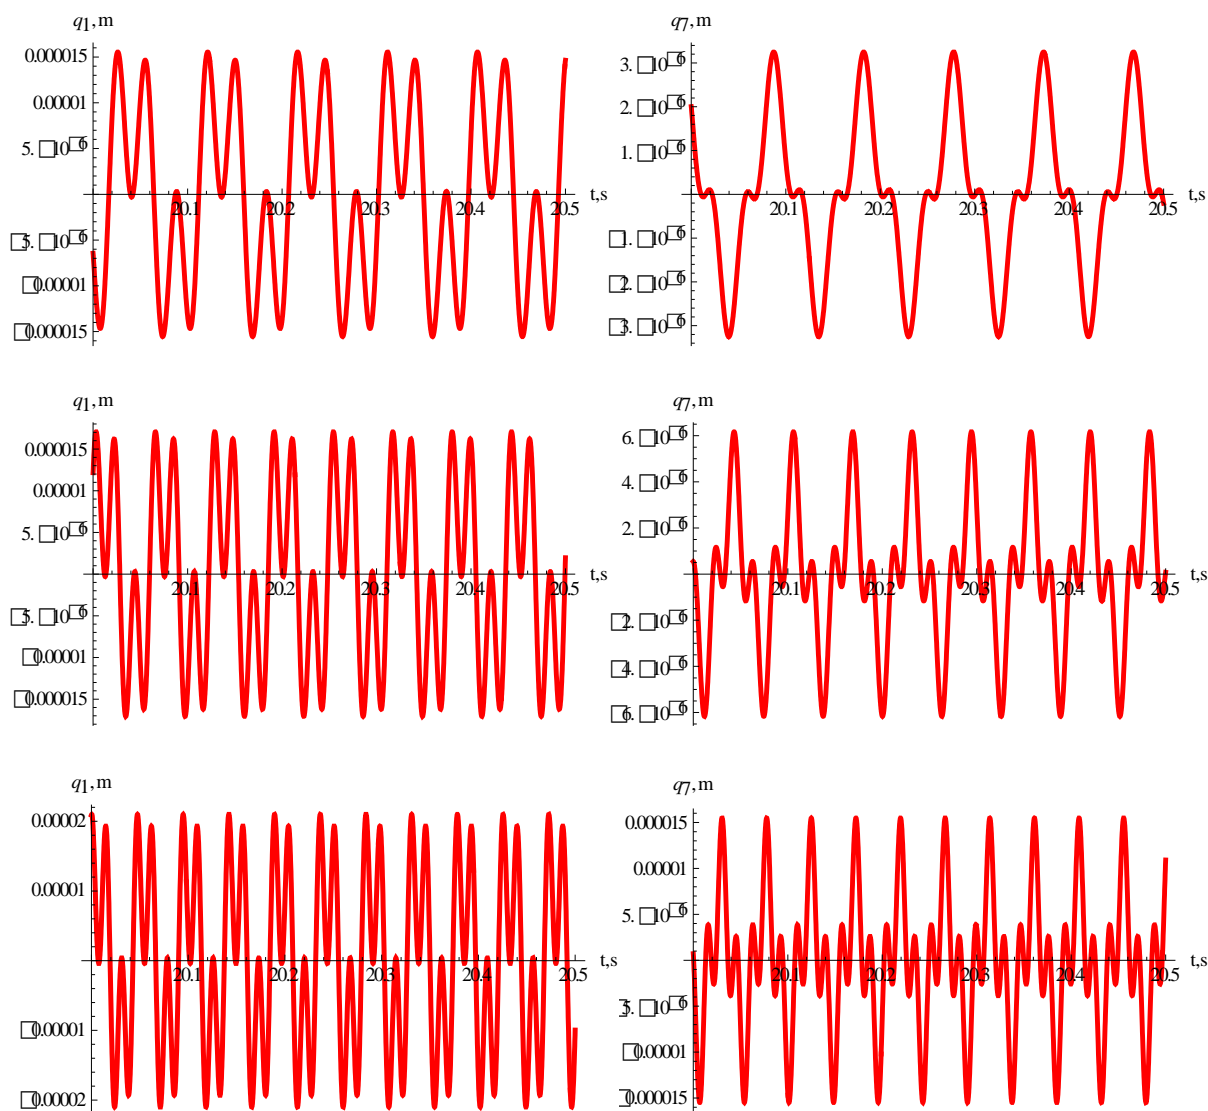 q1,m
0.000015
0.00001
5. □10□6
□5. □10□6
□0.00001
□0.000015
20.1 20.2 20.3 20.4 20.5 t,s
q7,m
3. □10□6
2. □10□6
1. □10□6
□1. □10□6
□2. □10□6
□3. □10□6
20.1 20.2 20.3 20.4 20.5 t,s
q1,m
0.000015
0.00001
5. □10□6
□5. □10□6
□0.00001
□0.000015
20.1 20.2 20.3 20.4 20.5 t,s
q7,m
6. □10□6
4. □10□6
2. □10□6
□2. □10□6
□4. □10□6
□6. □10□6
20.1 20.2 20.3 20.4 20.5 t,s
q1,m
0.00002
0.00001
□0.00001
□0.00002
20.1 20.2 20.3 20.4 20.5 t,s
q7,m
0.000015
0.00001
5. □10□6
□5. □10□6
□0.00001
□0.000015
20.1 20.2 20.3 20.4 20.5 t,s